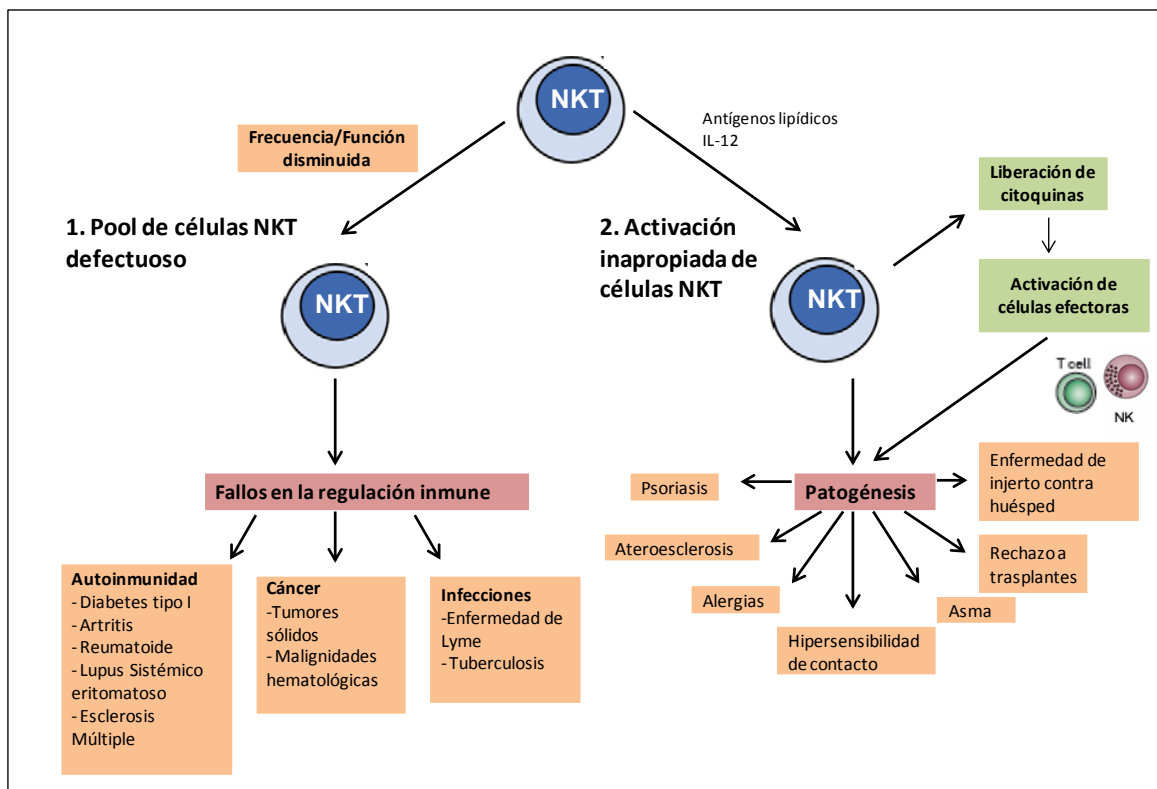 NKT
Frecuencia/Función
disminuida
Antígenos lipídicos
IL-12
Liberación de
citoquinas
1. Pool de células NKT
defectuoso
2. Activación
inapropiada de
células NKT
NKT
NKT
Activación de
células efectoras
T cell
NK
Fallos en la regulación inmune
Patogénesis
Psoriasis
Enfermedad de
injerto contra
huésped
Ateroesclerosis
Rechazo a
trasplantes
Alergias
Asma
Hipersensibilidad
de contacto
Autoinmunidad
- Diabetes tipo I
- Artritis
- Reumatoide
- Lupus Sistémico
eritomatoso
- Esclerosis
Múltiple
Cáncer
-Tumores
sólidos
- Malignidades
hematológicas
Infecciones
-Enfermedad de
Lyme
-Tuberculosis